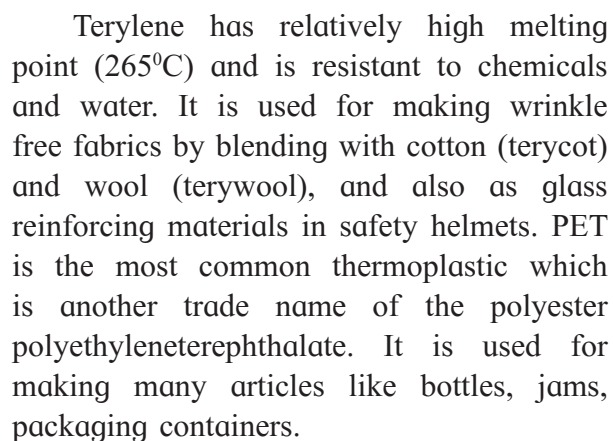 Terylene has relatively high melting
point (265⁰C) and is resistant to chemicals
and water. It is used for making wrinkle
free fabrics by blending with cotton (terycot)
and wool (terywool), and also as glass
reinforcing materials in safety helmets. PET
is the most common thermoplastic which
is another trade name of the polyester
polyethyleneterephthalate. It is used for
making many articles like bottles, jams,
packaging containers.